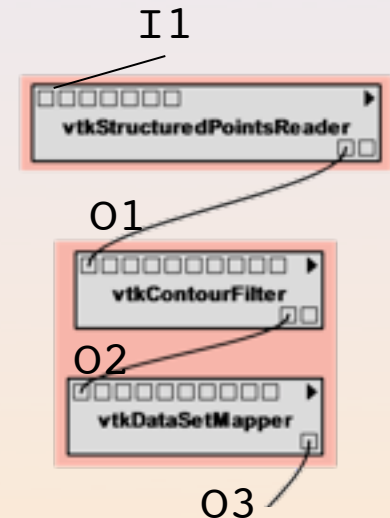 I1
vtkStructuredPointsReader
O1
vtkContourFilter
O2
vtkDataSetMapper
O3